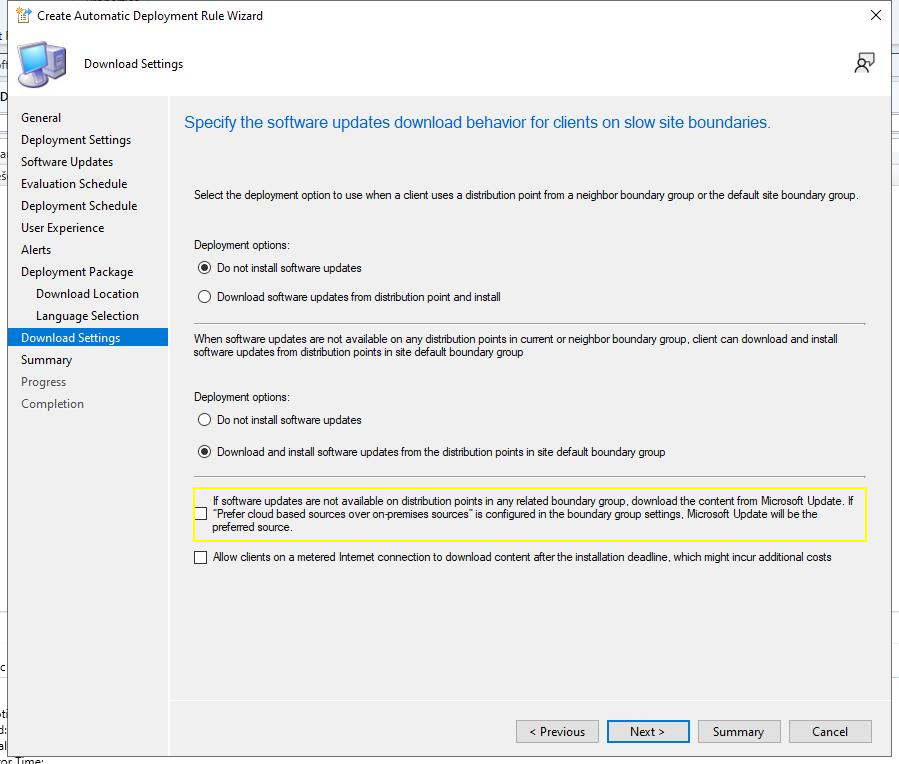 Create Automatic Deployment Rule Wizard
Download Settings
General
Deployment Settings
Software Updates
Evaluation Schedule
Deployment Schedule
User Experience
Alerts
Deployment Package
Download Location
Language Selection
Download Settings
Summary
Progress
Completion
Specify the software updates download behavior for clients on slow site boundaries.
Select the deployment option to use when a client uses a distribution point from a neighbor boundary group or the default site boundary group.
Deployment options:
Do not install software updates
Download software updates from distribution point and install
When software updates are not available on any distribution points in current or neighbor boundary group, client can download and install
software updates from distribution points in site default boundary group
Deployment options:
Do not install software updates
Download and install software updates from the distribution points in site default boundary group
If software updates are not available on distribution points in any related boundary group, download the content from Microsoft Update. If
"Prefer cloud based sources over on-premises sources" is configured in the boundary group settings, Microsoft Update will be the
preferred source.
Allow clients on a metered Internet connection to download content after the installation deadline, which might incur additional costs
< Previous
Next >
Summary
Cancel